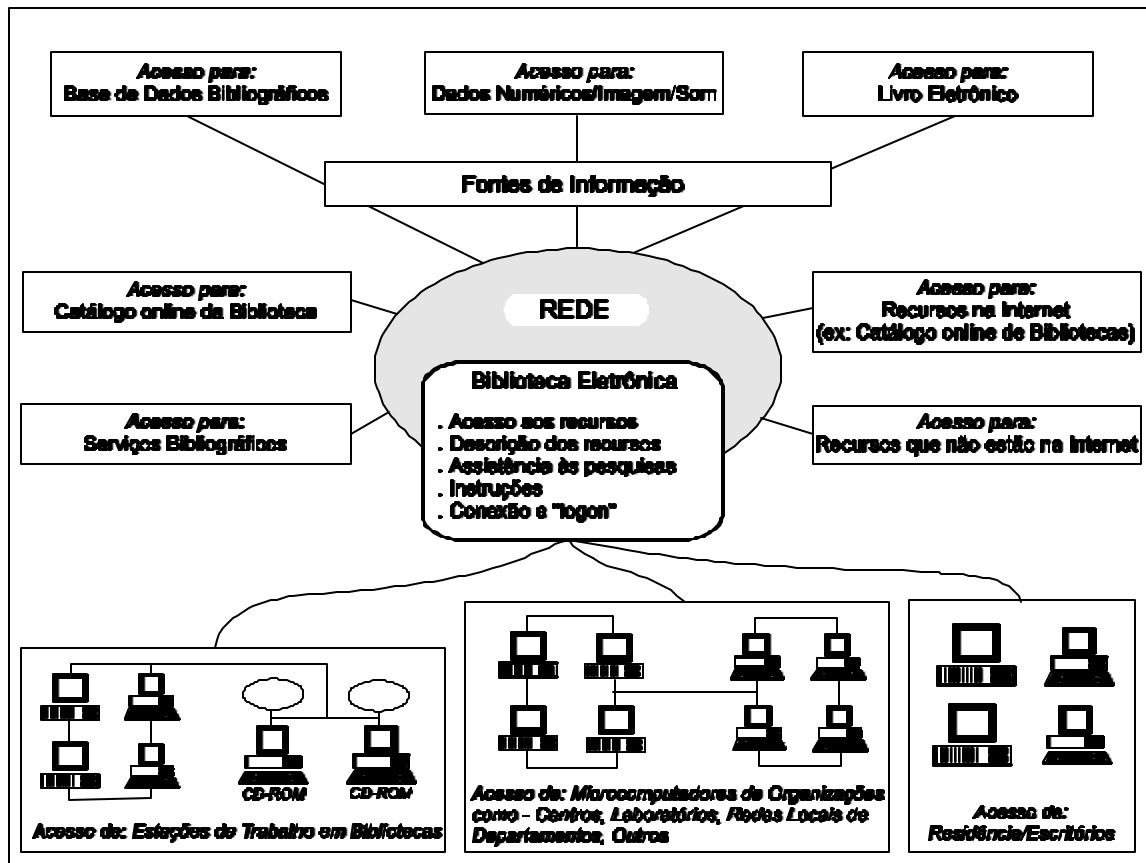 Acesso para:
Base de Dados Bibliográficos
Acesso para:
Dados Numéricos/Imagem/Som
Acesso para:
Livro Eletrônico
Fontes de Informação
Acesso para:
Catálogo online da Biblioteca
REDE
Acesso para:
Recursos na Internet
(ex: Catálogo online de Bibliotecas)
Biblioteca Eletrônica
. Acesso aos recursos
. Descrição dos recursos
. Assistência às pesquisas
. Instruções
. Conexão e "logon"
Acesso para:
Serviços Bibliográficos
Acesso para:
Recursos que não estão na Internet
CD-ROM
CD-ROM
Acesso de: Estações de Trabalho em Bibliotecas
Acesso de: Microcomputadores de Organizações
como - Centros, Laboratórios, Redes Locais de
Departamentos, Outros
Acesso de:
Residência/Escritórios